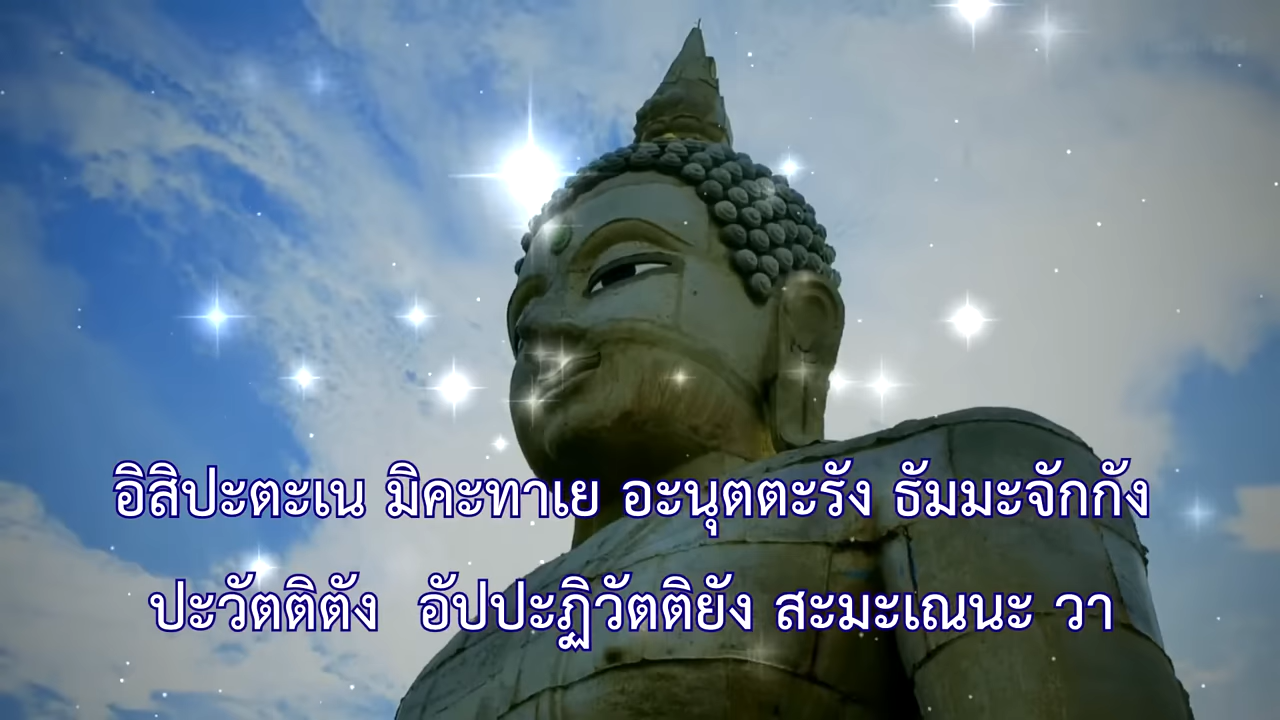 อิสิปะตะเน มิคะทาเย อะนุตตะรัง ธัมมะจักกัง
ปะวัตติตัง อัปปะฏิวัตติยัง สะมะเณนะ วา